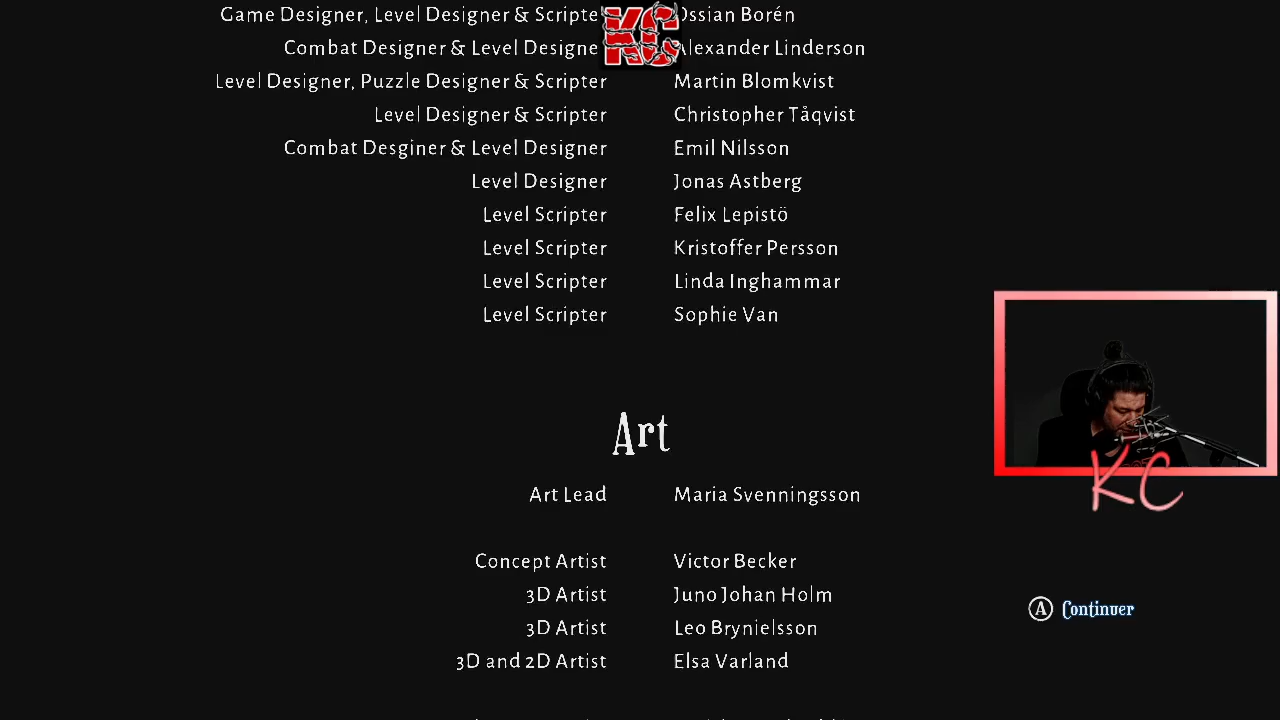 Game Designer, Level Designer & Scripte Ossian Borén
KC
Combat Designer & Level Designe Alexander Linderson
Level Designer, Puzzle Designer & Scripter Martin Blomkvist
Level Designer & Scripter Christopher Tåqvist
Combat Desginer & Level Designer Emil Nilsson
Level Designer Jonas Astberg
Level Scripter Felix Lepistö
Level Scripter Kristoffer Persson
Level Scripter Linda Inghammar
Level Scripter Sophie Van
Art
Art Lead Maria Svenningsson
KC
Concept Artist Victor Becker
3D Artist Juno Johan Holm
A Continuer
3D Artist Leo Brynielsson
3D and 2D Artist Elsa Varland